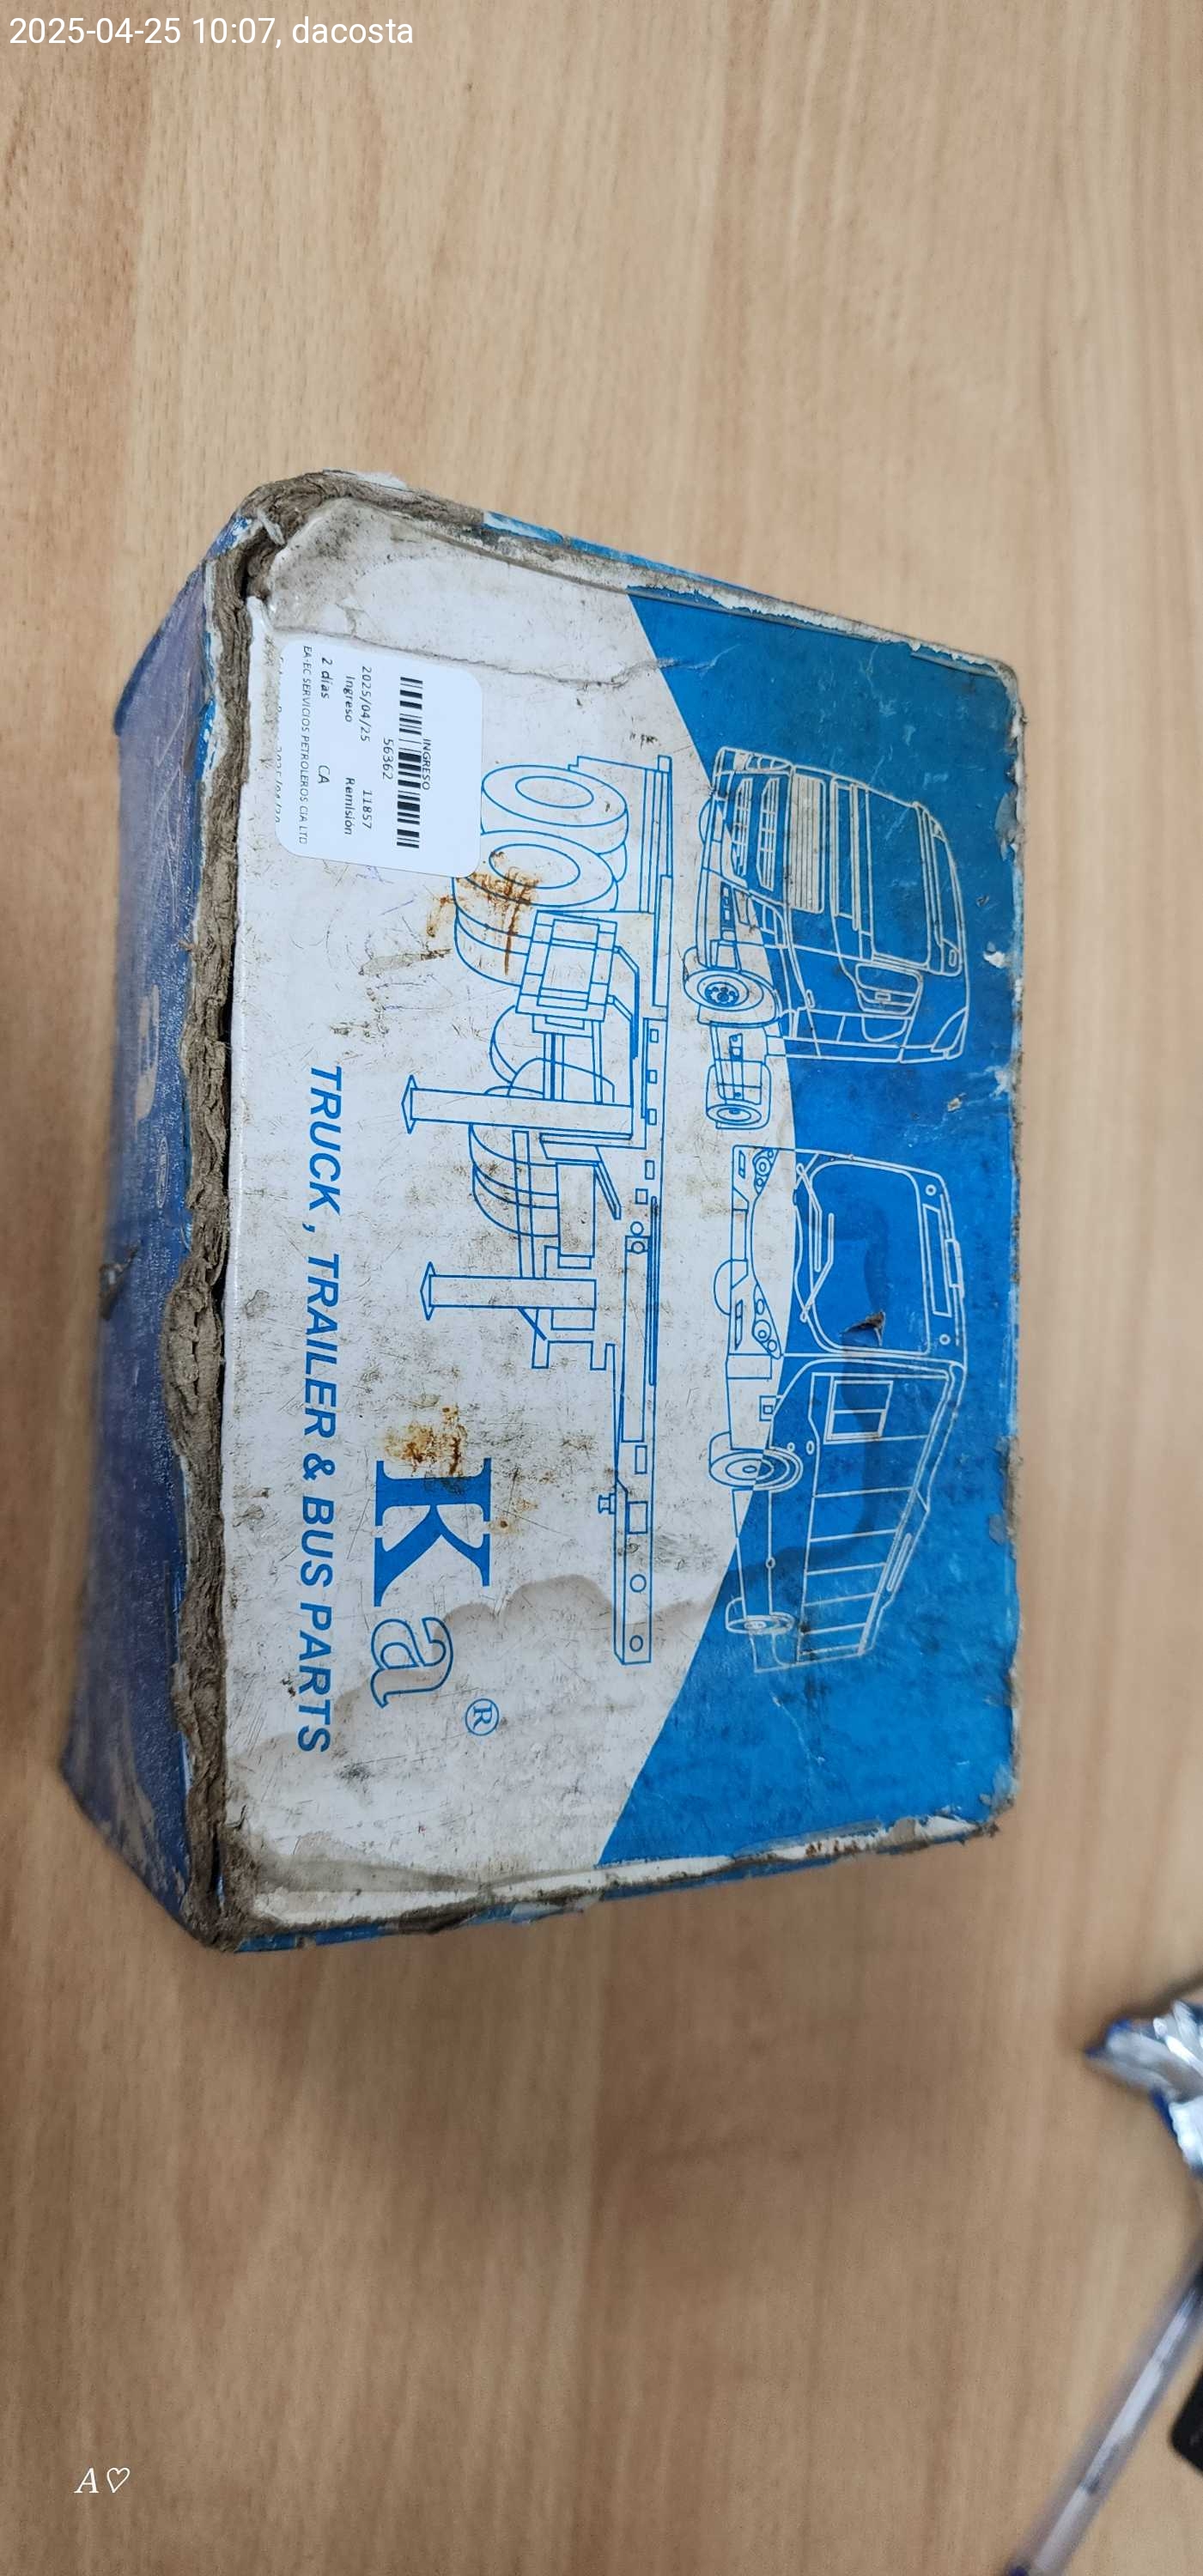 2025-04-25 10:07, dacosta
INGRESO
56362
2025/04/25 11857
Ingreso Remisión
2 días CA
EA-EC SERVICIOS PETROLEROS CIA LTD
Ka®
TRUCK, TRAILER & BUS PARTS
A♡